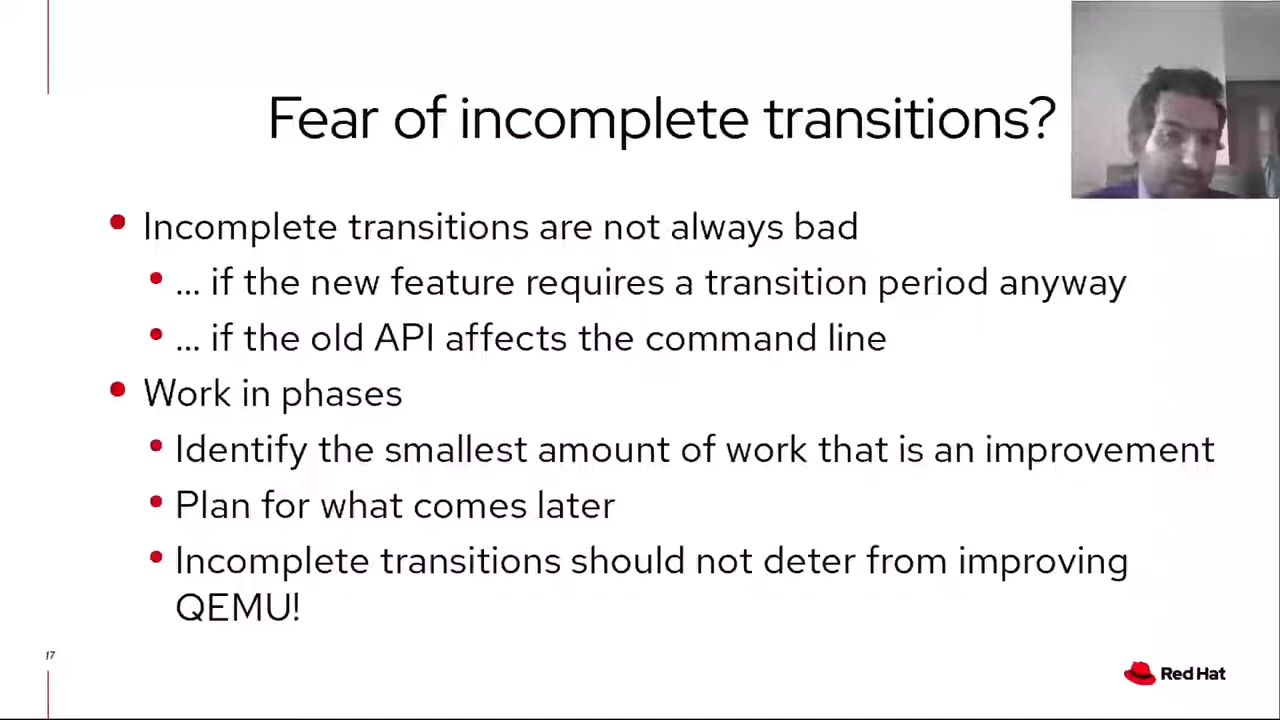 Fear of incomplete transitions?
Incomplete transitions are not always bad
... if the new feature requires a transition period anyway
... if the old API affects the command line
Work in phases
Identify the smallest amount of work that is an improvement
Plan for what comes later
Incomplete transitions should not deter from improving
QEMU!
17
Red Hat